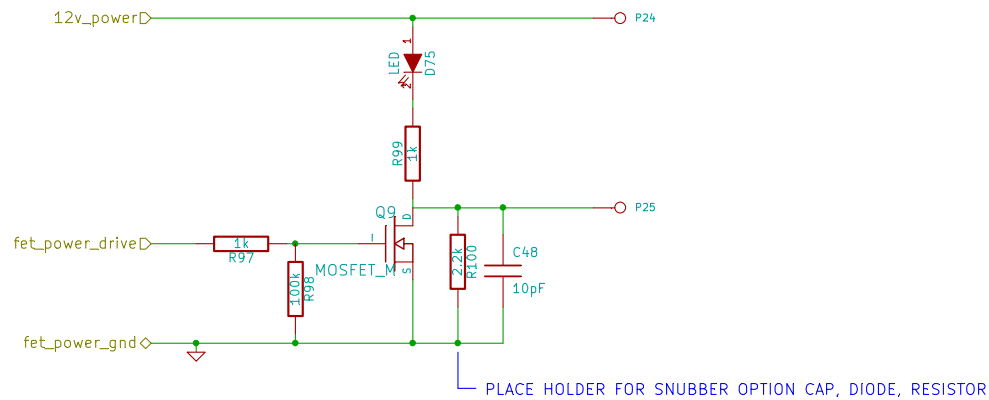 12v_power
P24
1
LED
D75
2
R99
1k
P25
Q9
D
fet_power_drive
1k
R97
I
MOSFET_M
S
100k
R98
2.2k
R100
C48
10pF
fet_power_gnd
PLACE HOLDER FOR SNUBBER OPTION CAP, DIODE, RESISTOR